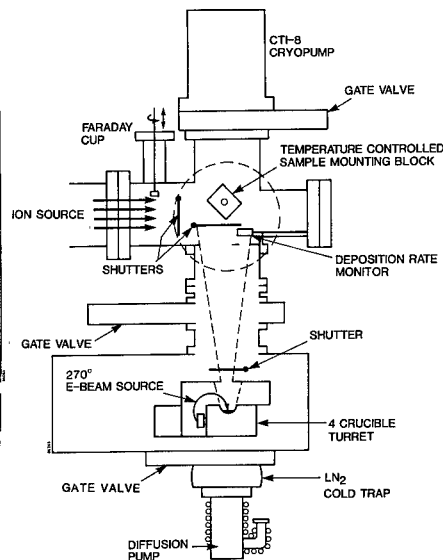 CTI-8
CRYOPUMP
GATE VALVE
FARADAY
CUP
TEMPERATURE CONTROLLED
SAMPLE MOUNTING BLOCK
ION SOURCE
SHUTTERS
DEPOSITION RATE
MONITOR
GATE VALVE
SHUTTER
270°
E-BEAM SOURCE
4 CRUCIBLE
TURRET
GATE VALVE
LN2
COLD TRAP
DIFFUSION
PUMP